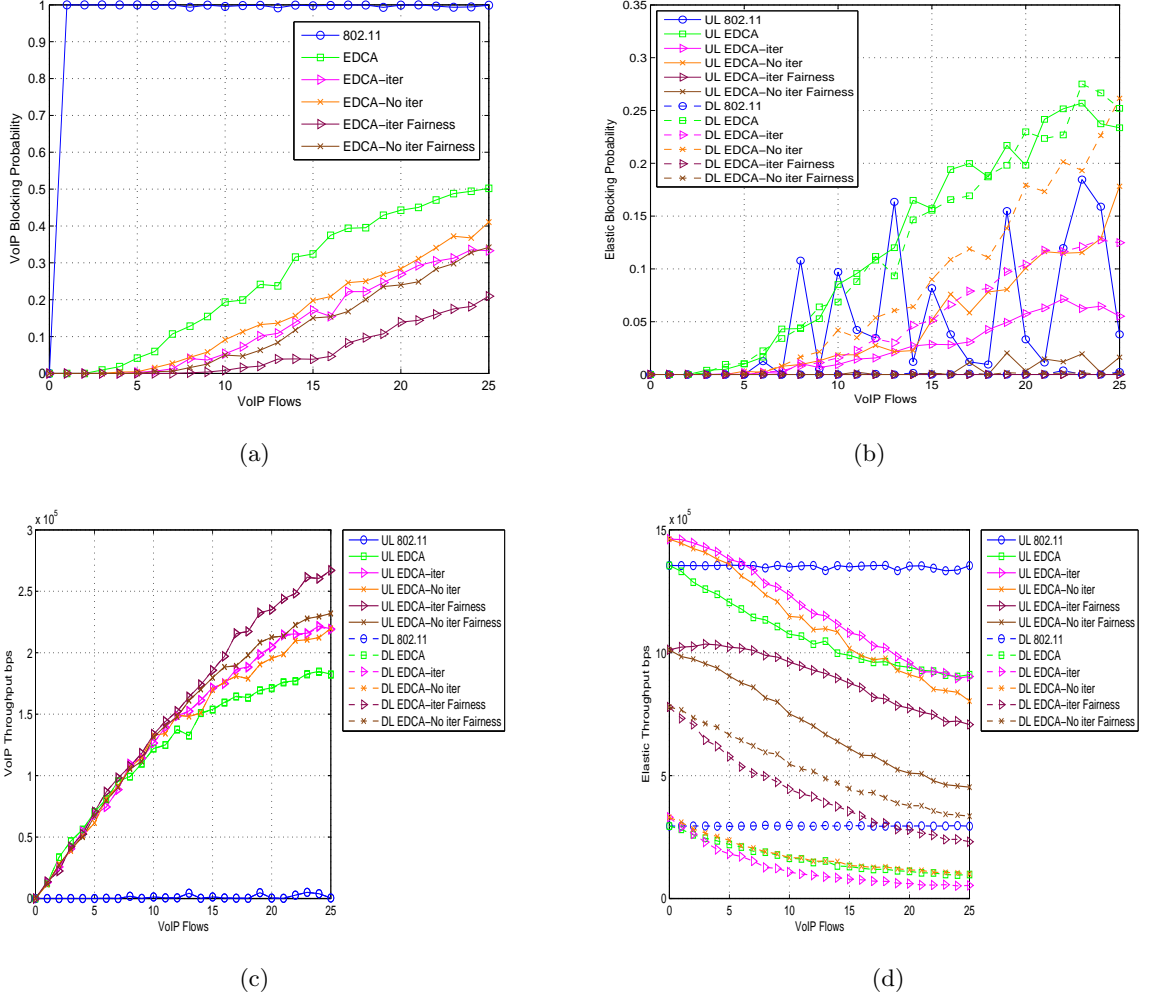 1
0.9
0.8
0.7
0.6
0.5
0.4
0.3
0.2
0.1
0
0
5
10
15
20
25
VoIP Blocking Probability
VoIP Flows
802.11
EDCA
EDCA−iter
EDCA−No iter
EDCA−iter Fairness
EDCA−No iter Fairness
(a)
0.35
0.3
0.25
0.2
0.15
0.1
0.05
0
0
5
10
15
20
25
Elastic Blocking Probability
VoIP Flows
UL 802.11
UL EDCA
UL EDCA−iter
UL EDCA−No iter
UL EDCA−iter Fairness
UL EDCA−No iter Fairness
DL 802.11
DL EDCA
DL EDCA−iter
DL EDCA−No iter
DL EDCA−iter Fairness
DL EDCA−No iter Fairness
(b)
x 10^5
3
2.5
2
1.5
1
0.5
0
0
5
10
15
20
25
VoIP Throughput bps
VoIP Flows
UL 802.11
UL EDCA
UL EDCA−iter
UL EDCA−No iter
UL EDCA−iter Fairness
UL EDCA−No iter Fairness
DL 802.11
DL EDCA
DL EDCA−iter
DL EDCA−No iter
DL EDCA−iter Fairness
DL EDCA−No iter Fairness
(c)
x 10^5
15
10
5
0
0
5
10
15
20
25
Elastic Throughput bps
VoIP Flows
UL 802.11
UL EDCA
UL EDCA−iter
UL EDCA−No iter
UL EDCA−iter Fairness
UL EDCA−No iter Fairness
DL 802.11
DL EDCA
DL EDCA−iter
DL EDCA−No iter
DL EDCA−iter Fairness
DL EDCA−No iter Fairness
(d)